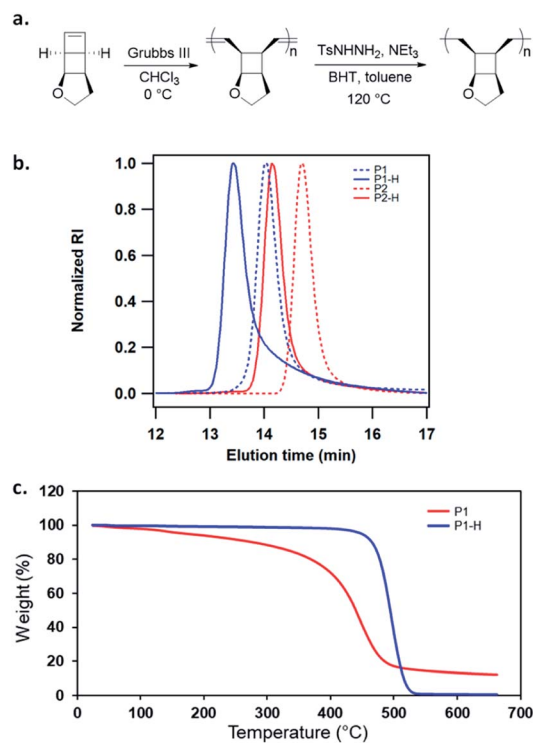 a.
H
H
O
Grubbs III
CHCl3
0 °C
n
O
TsNHNH2, NEt3
BHT, toluene
120 °C
n
O
b.
Normalized RI
1.0
0.8
0.6
0.4
0.2
0.0
P1
P1-H
P2
P2-H
12 13 14 15 16 17
Elution time (min)
c.
Weight (%)
120
100
80
60
40
20
0
P1
P1-H
0 100 200 300 400 500 600 700
Temperature (°C)